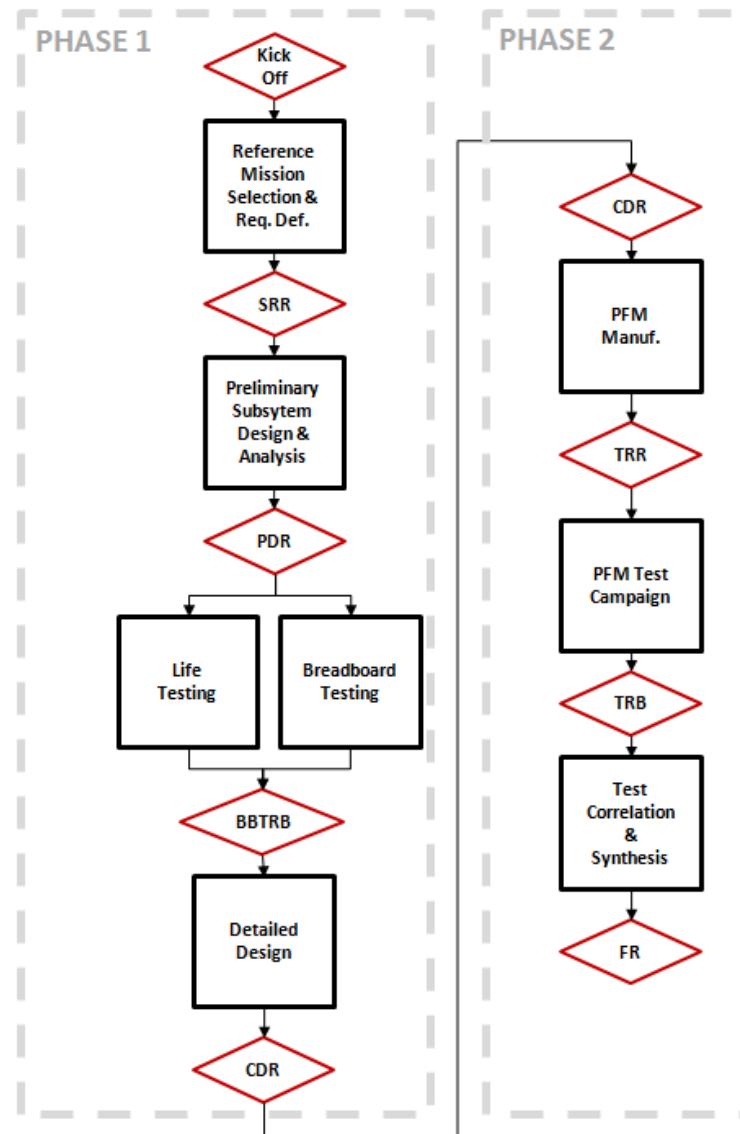 PHASE 1
Kick
Off
Reference
Mission
Selection &
Req. Def.
SRR
Preliminary
Subsytem
Design &
Analysis
PDR
Life
Testing
Breadboard
Testing
BBTRB
Detailed
Design
CDR
PHASE 2
CDR
PFM
Manuf.
TRR
PFM Test
Campaign
TRB
Test
Correlation
&
Synthesis
FR